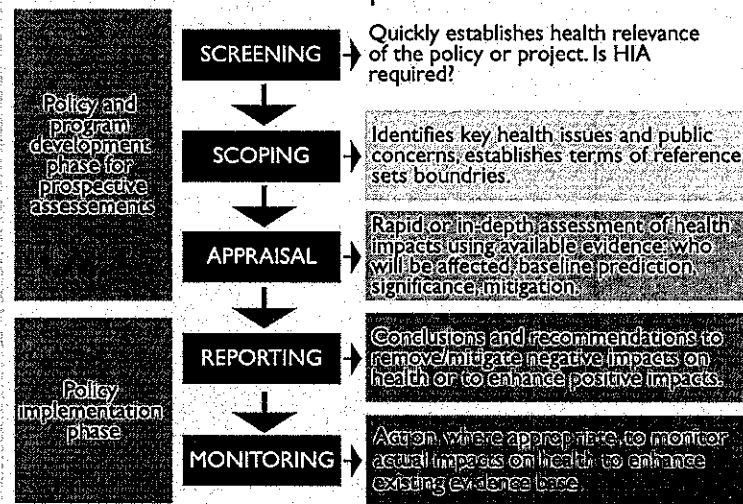 Policy and
program
development
phase for
prospective
assessements
Policy
implementation
phase
SCREENING
Quickly establishes health relevance
of the policy or project. Is HIA
required?
SCOPING
Identifies key health issues and public
concerns, establishes terms of reference
sets boundries.
APPRAISAL
Rapid or in-depth assessment of health
impacts using available evidence: who
will be affected, baseline prediction,
significance, mitigation.
REPORTING
Conclusions and recommendations to
remove/mitigate negative impacts on
health or to enhance positive impacts.
MONITORING
Action, where appropriate, to monitor
actual impacts on health to enhance
existing evidence base.